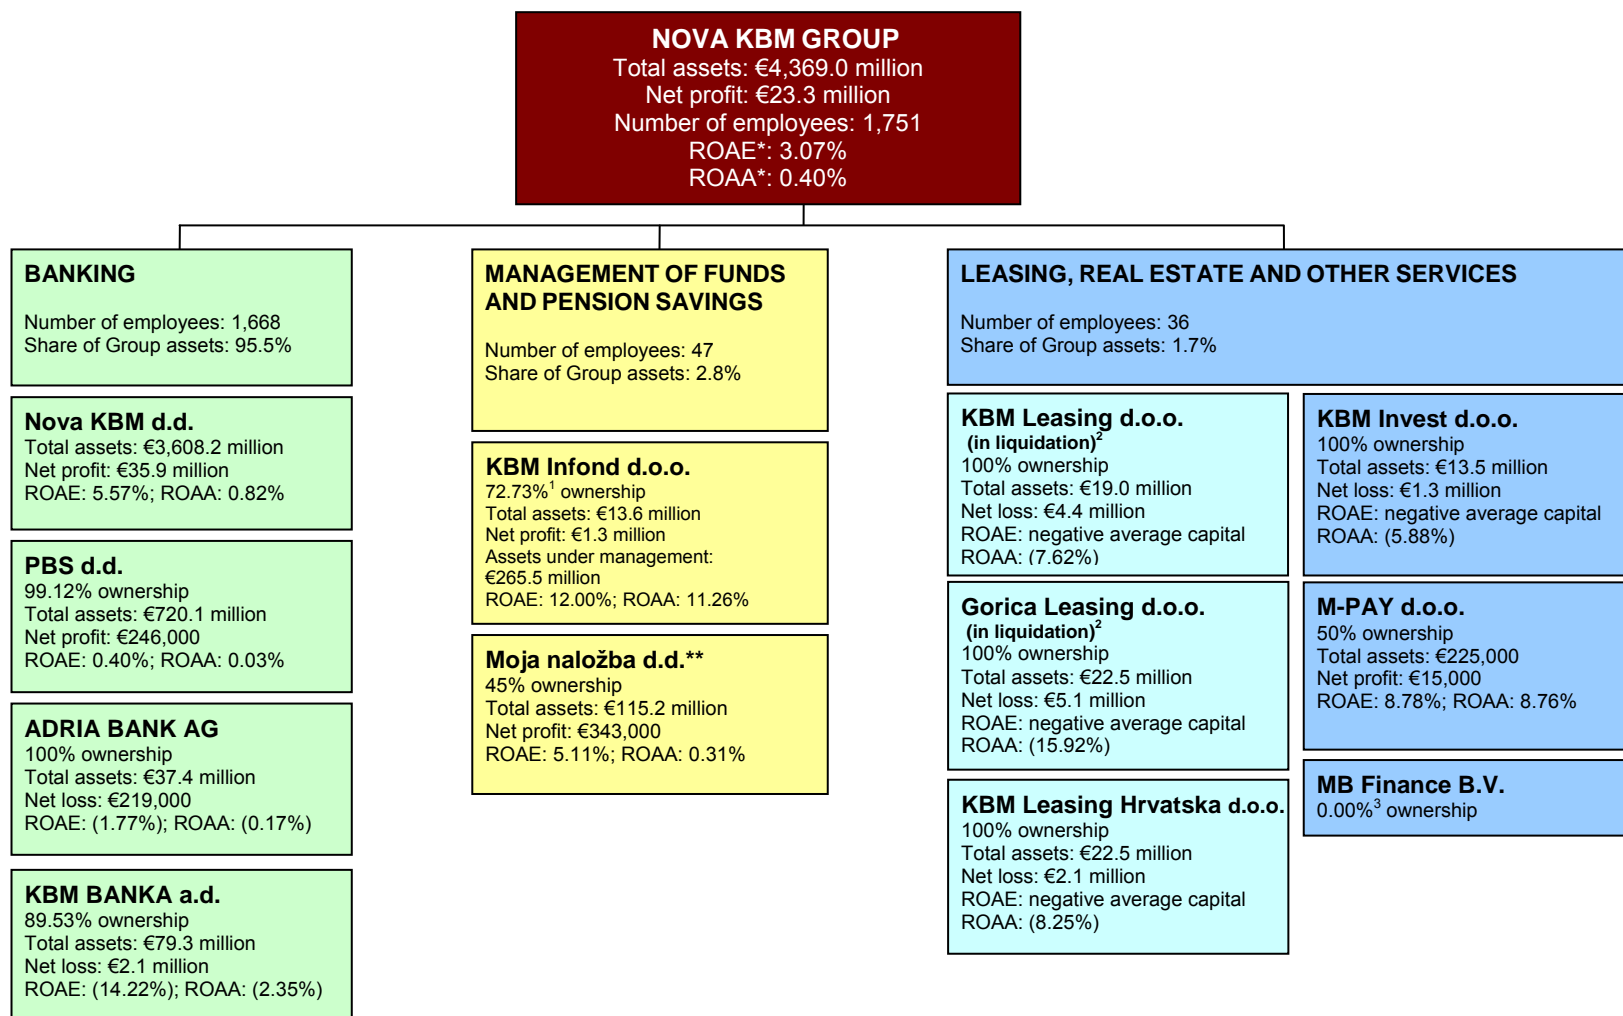 NOVA KBM GROUP
Total assets: €4,369.0 million
Net profit: €23.3 million
Number of employees: 1,751
ROAE*: 3.07%
ROAA*: 0.40%
BANKING
Number of employees: 1,668
Share of Group assets: 95.5%
Nova KBM d.d.
Total assets: €3,608.2 million
Net profit: €35.9 million
ROAE: 5.57%; ROAA: 0.82%
PBS d.d.
99.12% ownership
Total assets: €720.1 million
Net profit: €246,000
ROAE: 0.40%; ROAA: 0.03%
ADRIA BANK AG
100% ownership
Total assets: €37.4 million
Net loss: €219,000
ROAE: (1.77%); ROAA: (0.17%)
KBM BANKA a.d.
89.53% ownership
Total assets: €79.3 million
Net loss: €2.1 million
ROAE: (14.22%); ROAA: (2.35%)
MANAGEMENT OF FUNDS
AND PENSION SAVINGS
Number of employees: 47
Share of Group assets: 2.8%
KBM Infond d.o.o.
72.73%¹ ownership
Total assets: €13.6 million
Net profit: €1.3 million
Assets under management:
€265.5 million
ROAE: 12.00%; ROAA: 11.26%
Moja naložba d.d.**
45% ownership
Total assets: €115.2 million
Net profit: €343,000
ROAE: 5.11%; ROAA: 0.31%
LEASING, REAL ESTATE AND OTHER SERVICES
Number of employees: 36
Share of Group assets: 1.7%
KBM Leasing d.o.o.
(in liquidation)²
100% ownership
Total assets: €19.0 million
Net loss: €4.4 million
ROAE: negative average capital
ROAA: (7.62%)
Gorica Leasing d.o.o.
(in liquidation)²
100% ownership
Total assets: €22.5 million
Net loss: €5.1 million
ROAE: negative average capital
ROAA: (15.92%)
KBM Leasing Hrvatska d.o.o.
100% ownership
Total assets: €22.5 million
Net loss: €2.1 million
ROAE: negative average capital
ROAA: (8.25%)
KBM Invest d.o.o.
100% ownership
Total assets: €13.5 million
Net loss: €1.3 million
ROAE: negative average capital
ROAA: (5.88%)
M-PAY d.o.o.
50% ownership
Total assets: €225,000
Net profit: €15,000
ROAE: 8.78%; ROAA: 8.76%
MB Finance B.V.
0.00%³ ownership